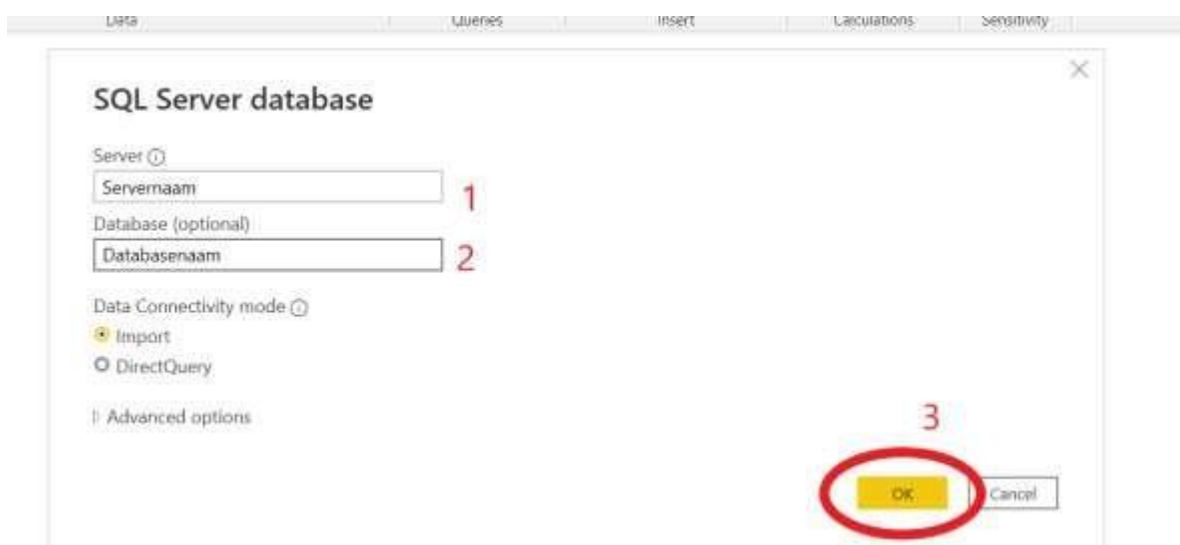 Data Queries Insert Calculations Sensitivity
SQL Server database
Server
Servernaam
1
Database (optional)
Databasenaam
2
Data Connectivity mode
Import
DirectQuery
Advanced options
3
OK Cancel